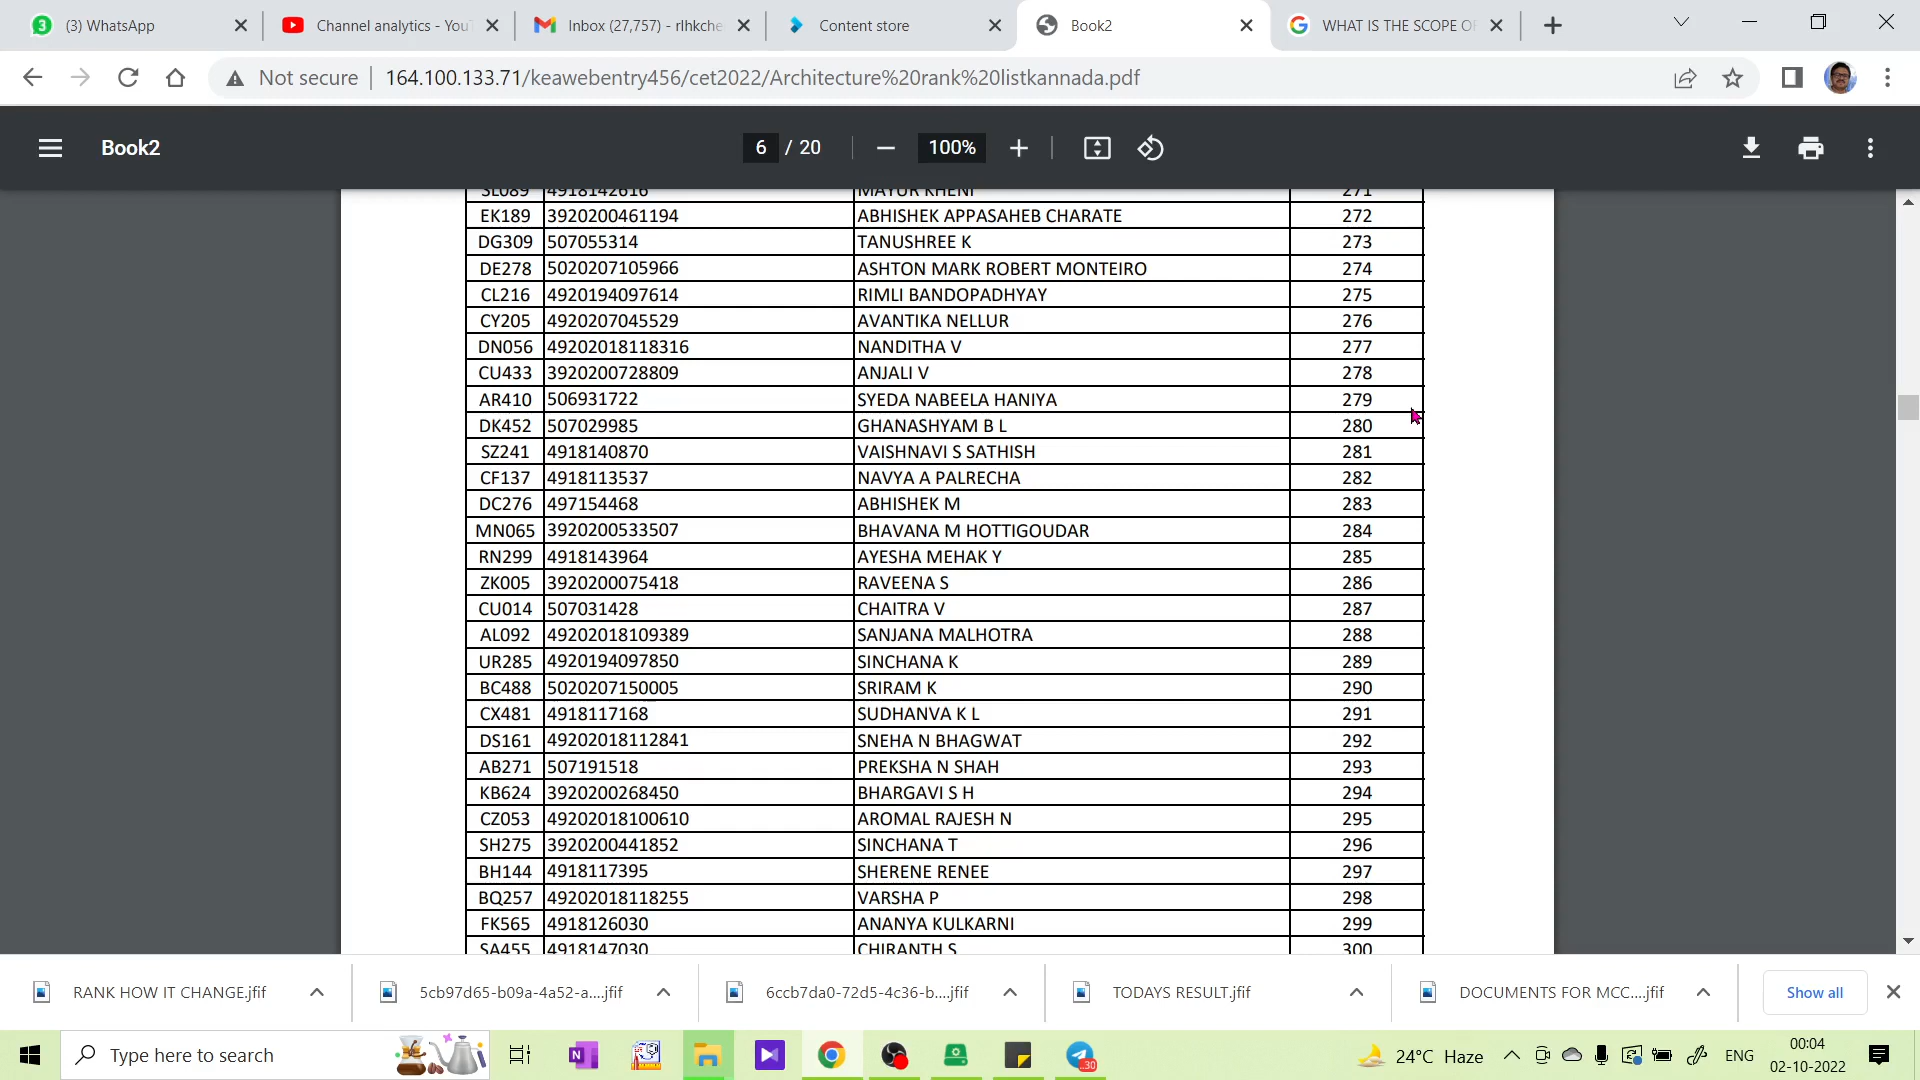 3 (3) WhatsApp
Channel analytics - You
Inbox (27,757) - rlhkche
Content store
Book2
WHAT IS THE SCOPE OF
Not secure 164.100.133.71/keawebentry456/cet2022/Architecture%20rank%20listkannada.pdf
Book2 6 / 20 100%
SL089 4918142616 MAYUR KHENI 271
EK189 3920200461194 ABHISHEK APPASAHEB CHARATE 272
DG309 507055314 TANUSHREE K 273
DE278 5020207105966 ASHTON MARK ROBERT MONTEIRO 274
CL216 4920194097614 RIMLI BANDOPADHYAY 275
CY205 4920207045529 AVANTIKA NELLUR 276
DN056 49202018118316 NANDITHA V 277
CU433 3920200728809 ANJALI V 278
AR410 506931722 SYEDA NABEELA HANIYA 279
DK452 507029985 GHANASHYAM B L 280
SZ241 4918140870 VAISHNAVI S SATHISH 281
CF137 4918113537 NAVYA A PALRECHA 282
DC276 497154468 ABHISHEK M 283
MN065 3920200533507 BHAVANA M HOTTIGOUDAR 284
RN299 4918143964 AYESHA MEHAK Y 285
ZK005 3920200075418 RAVEENA S 286
CU014 507031428 CHAITRA V 287
AL092 49202018109389 SANJANA MALHOTRA 288
UR285 4920194097850 SINCHANA K 289
BC488 5020207150005 SRIRAM K 290
CX481 4918117168 SUDHANVA K L 291
DS161 49202018112841 SNEHA N BHAGWAT 292
AB271 507191518 PREKSHA N SHAH 293
KB624 3920200268450 BHARGAVI S H 294
CZ053 49202018100610 AROMAL RAJESH N 295
SH275 3920200441852 SINCHANA T 296
BH144 4918117395 SHERENE RENEE 297
BQ257 49202018118255 VARSHA P 298
FK565 4918126030 ANANYA KULKARNI 299
SA455 4918147030 CHIRANTH S 300
RANK HOW IT CHANGE.jfif
5cb97d65-b09a-4a52-a....jfif
6ccb7da0-72d5-4c36-b....jfif
TODAYS RESULT.jfif
DOCUMENTS FOR MCC....jfif
Show all
Type here to search
30
24°C Haze
ENG
00:04
02-10-2022